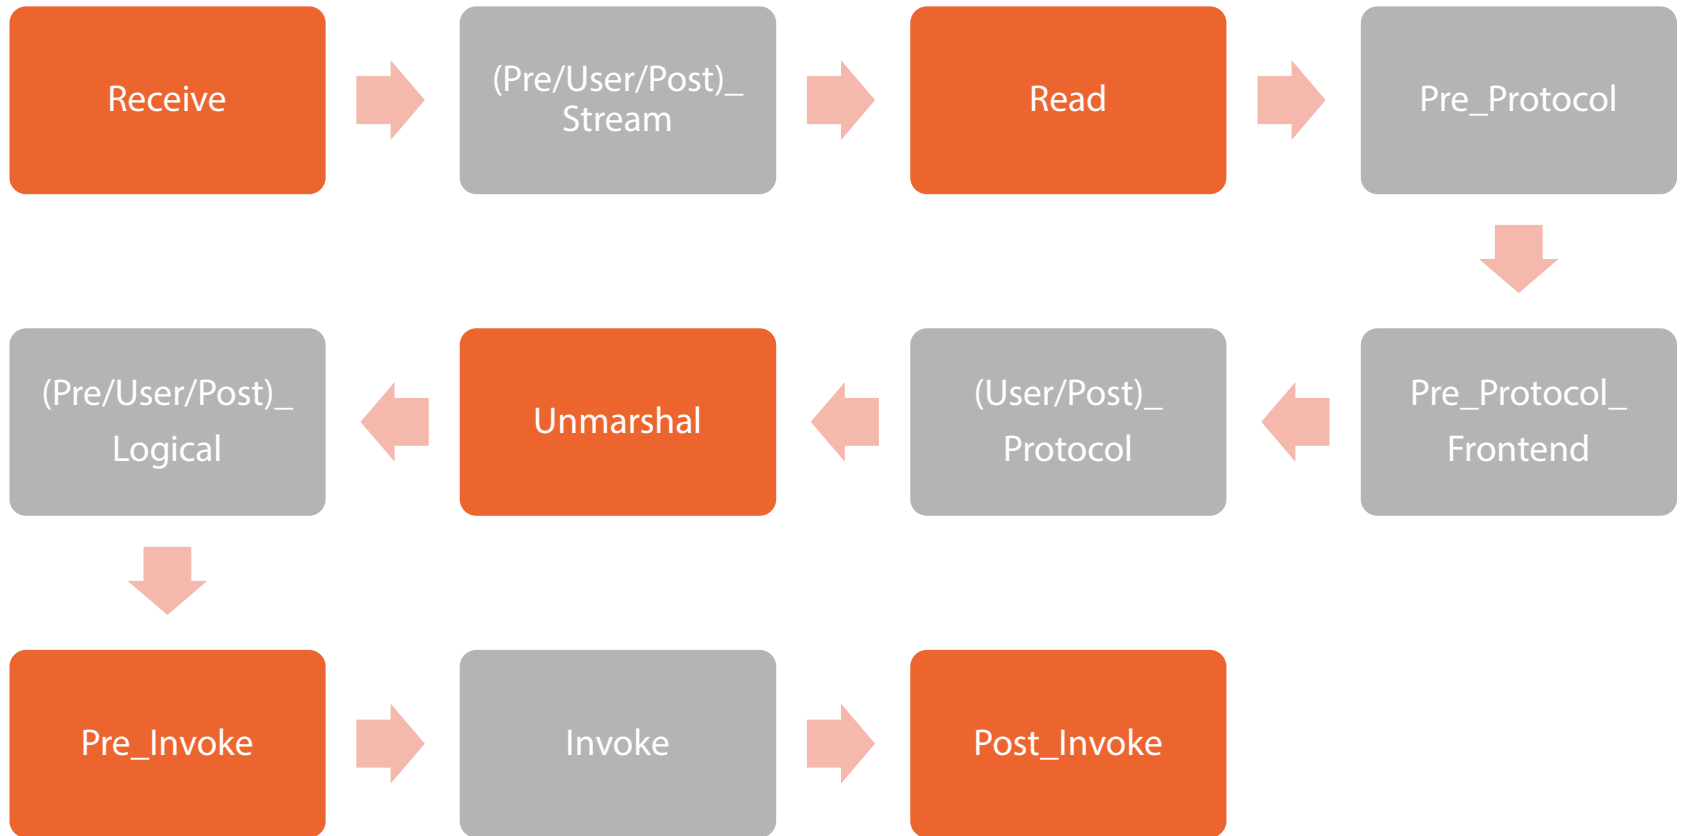 Receive
(Pre/User/Post)_
Stream
Read
Pre_Protocol
Pre_Protocol_
Frontend
(User/Post)_
Protocol
Unmarshal
(Pre/User/Post)_
Logical
Pre_Invoke
Invoke
Post_Invoke